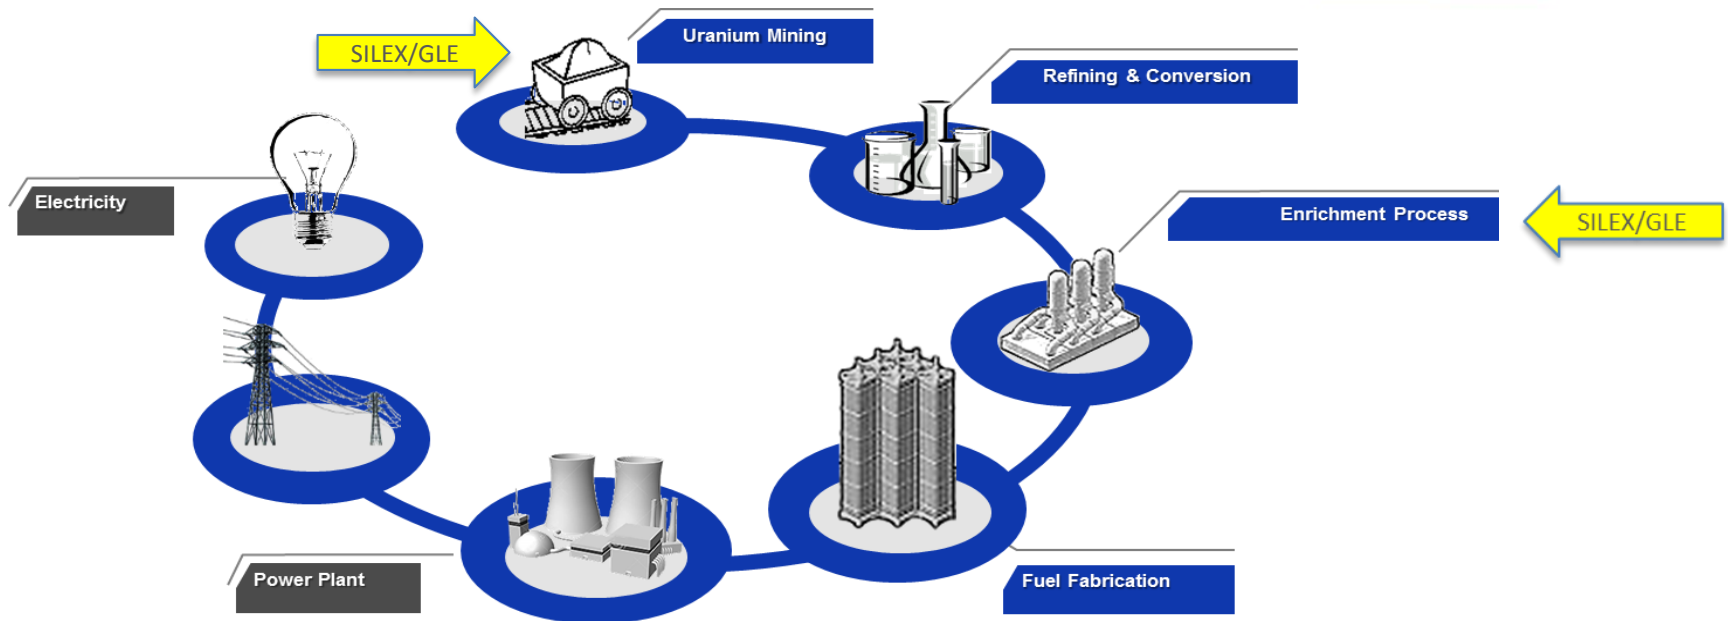 SILEX/GLE
Uranium Mining
Refining & Conversion
Electricity
Enrichment Process
SILEX/GLE
Power Plant
Fuel Fabrication